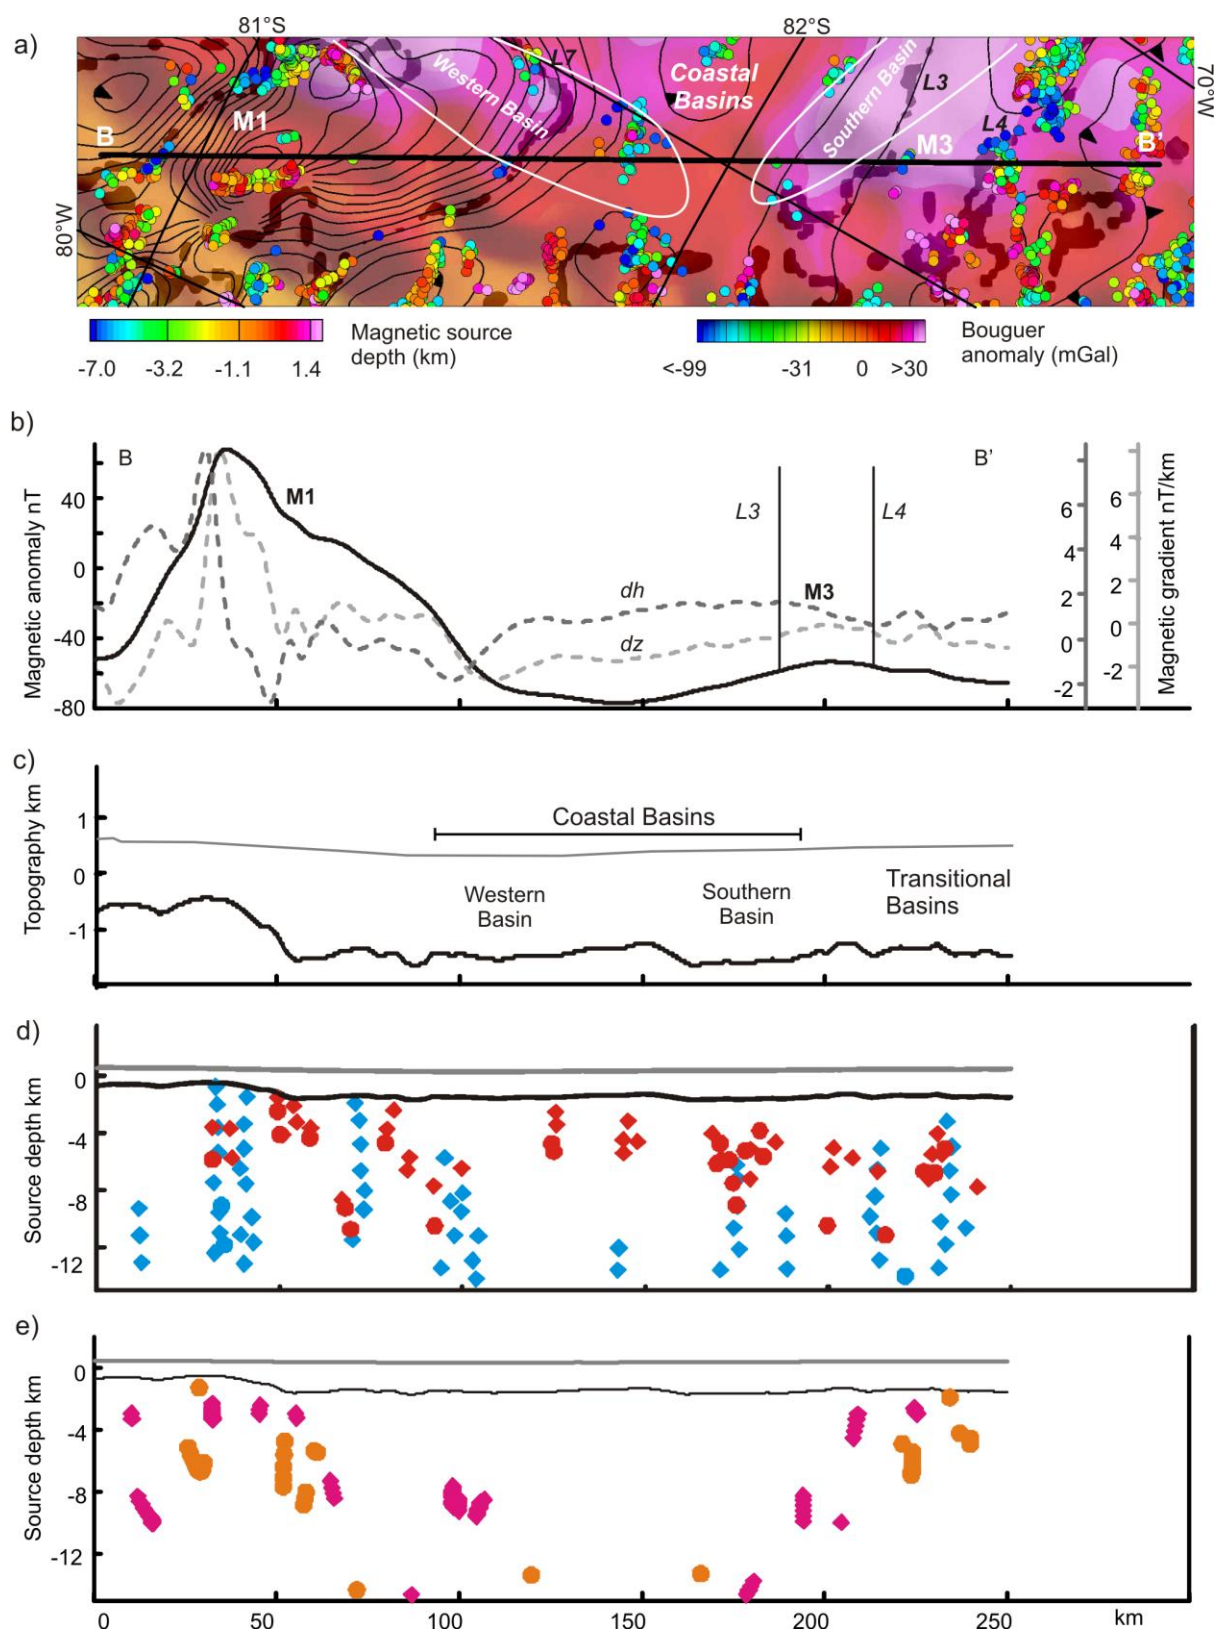 a)
81°S
82°S
L7
Western Basin
Coastal
Basins
Southern Basin
L3
70°W
M1
B
L4
M3
B'
80°W
Magnetic source
depth (km)
-7.0 -3.2 -1.1 1.4
Bouguer
anomaly (mGal)
<-99 -31 0 >30
b)
B
B'
M1
L3
L4
M3
dh
dz
Magnetic anomaly nT
40
0
-40
-80
6
4
2
0
-2
6
4
2
0
-2
Magnetic gradient nT/km
c)
Topography km
1
0
-1
Coastal Basins
Western
Basin
Southern
Basin
Transitional
Basins
d)
Source depth km
0
-4
-8
-12
e)
Source depth km
0
-4
-8
-12
0 50 100 150 200 250 km